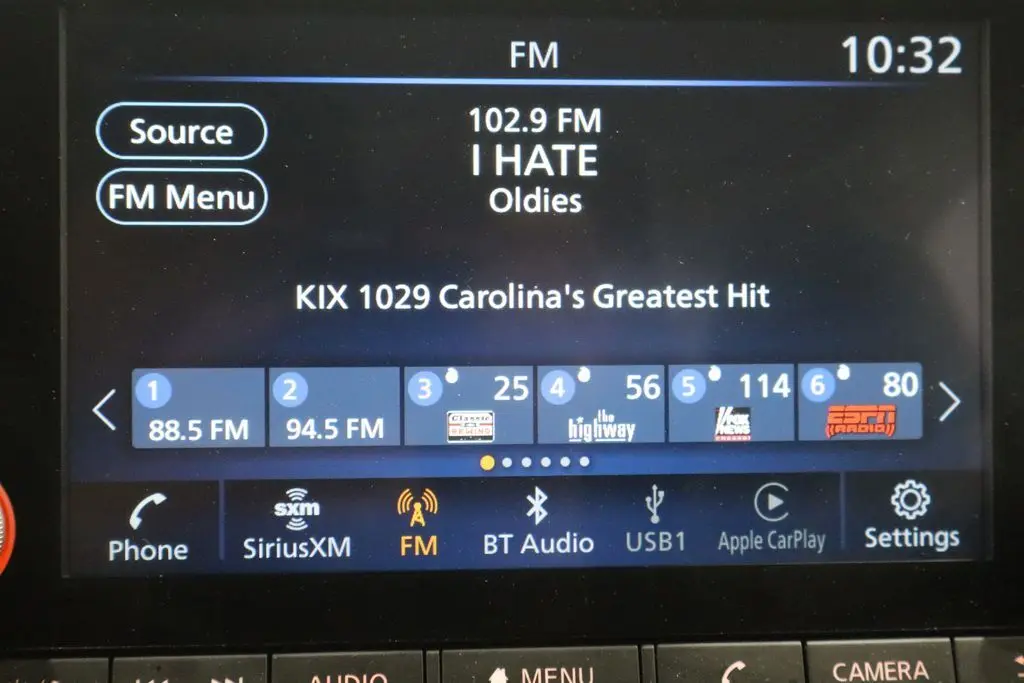 FM
10:32
Source
FM Menu
102.9 FM
I HATE
Oldies
KIX 1029 Carolina's Greatest Hit
1
88.5 FM
2
94.5 FM
3
25
Classic
REWIND
4
56
the
highway
5
114
FOX
NEWS
channel
6
80
ESPN
RADIO
Phone
sxm
SiriusXM
FM
BT Audio
USB1
Apple CarPlay
Settings
AUDIO
MENU
CAMERA